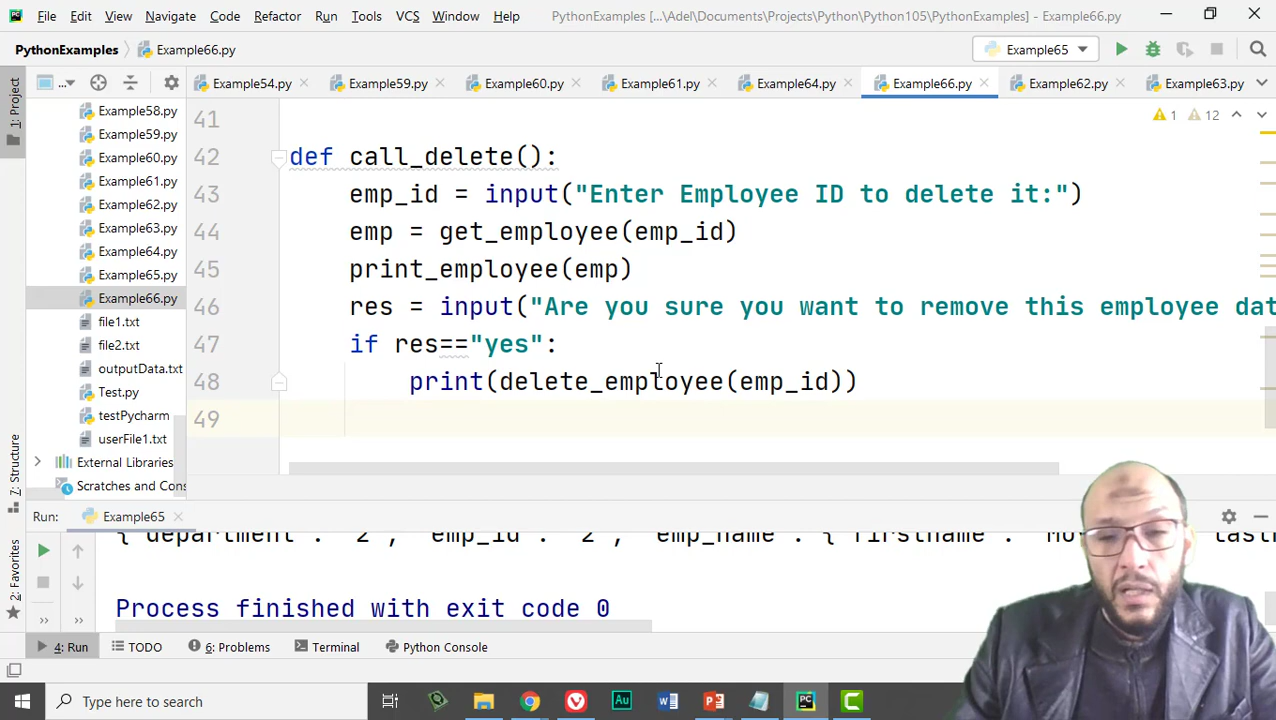 File Edit View Navigate Code Refactor Run Tools VCS Window Help PythonExamples [...\Adel\Documents\Projects\Python\Python105\PythonExamples] - Example66.py
PythonExamples Example66.py Example65
1: Project
Example54.py Example59.py Example60.py Example61.py Example64.py Example66.py Example62.py Example63.py
Example58.py
Example59.py
Example60.py
Example61.py
Example62.py
Example63.py
Example64.py
Example65.py
Example66.py
file1.txt
file2.txt
outputData.txt
Test.py
testPycharm
userFile1.txt
External Libraries
Scratches and Cons
1 12
41
42 def call_delete():
43 emp_id = input("Enter Employee ID to delete it:")
44 emp = get_employee(emp_id)
45 print_employee(emp)
46 res = input("Are you sure you want to remove this employee dat
47 if res=="yes":
48 print(delete_employee(emp_id))
49
7: Structure
2: Favorites
Run: Example65
{'department': '2', 'emp_id': '2', 'emp_name': {'firstname':
Process finished with exit code 0
4: Run TODO 6: Problems Terminal Python Console
Type here to search